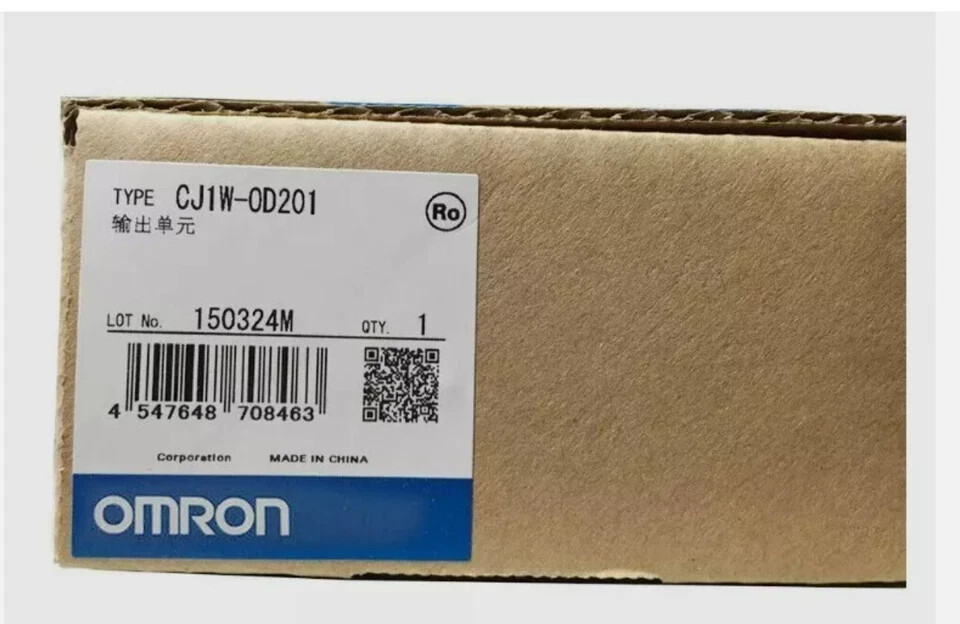 TYPE CJ1W-OD201
Ro
输出单元
LOT No. 150324M QTY. 1
4 547648 708463
Corporation MADE IN CHINA
OMRON